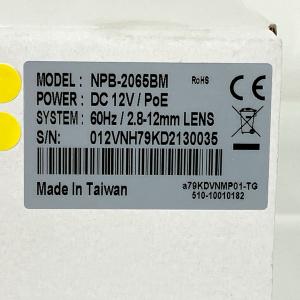 MODEL: NPB-2065BM RoHS
POWER: DC 12V / PoE
SYSTEM: 60Hz / 2.8-12mm LENS
S/N: 012VNH79KD2130035
Made In Taiwan
a79KDVNMP01-TG
510-10010182